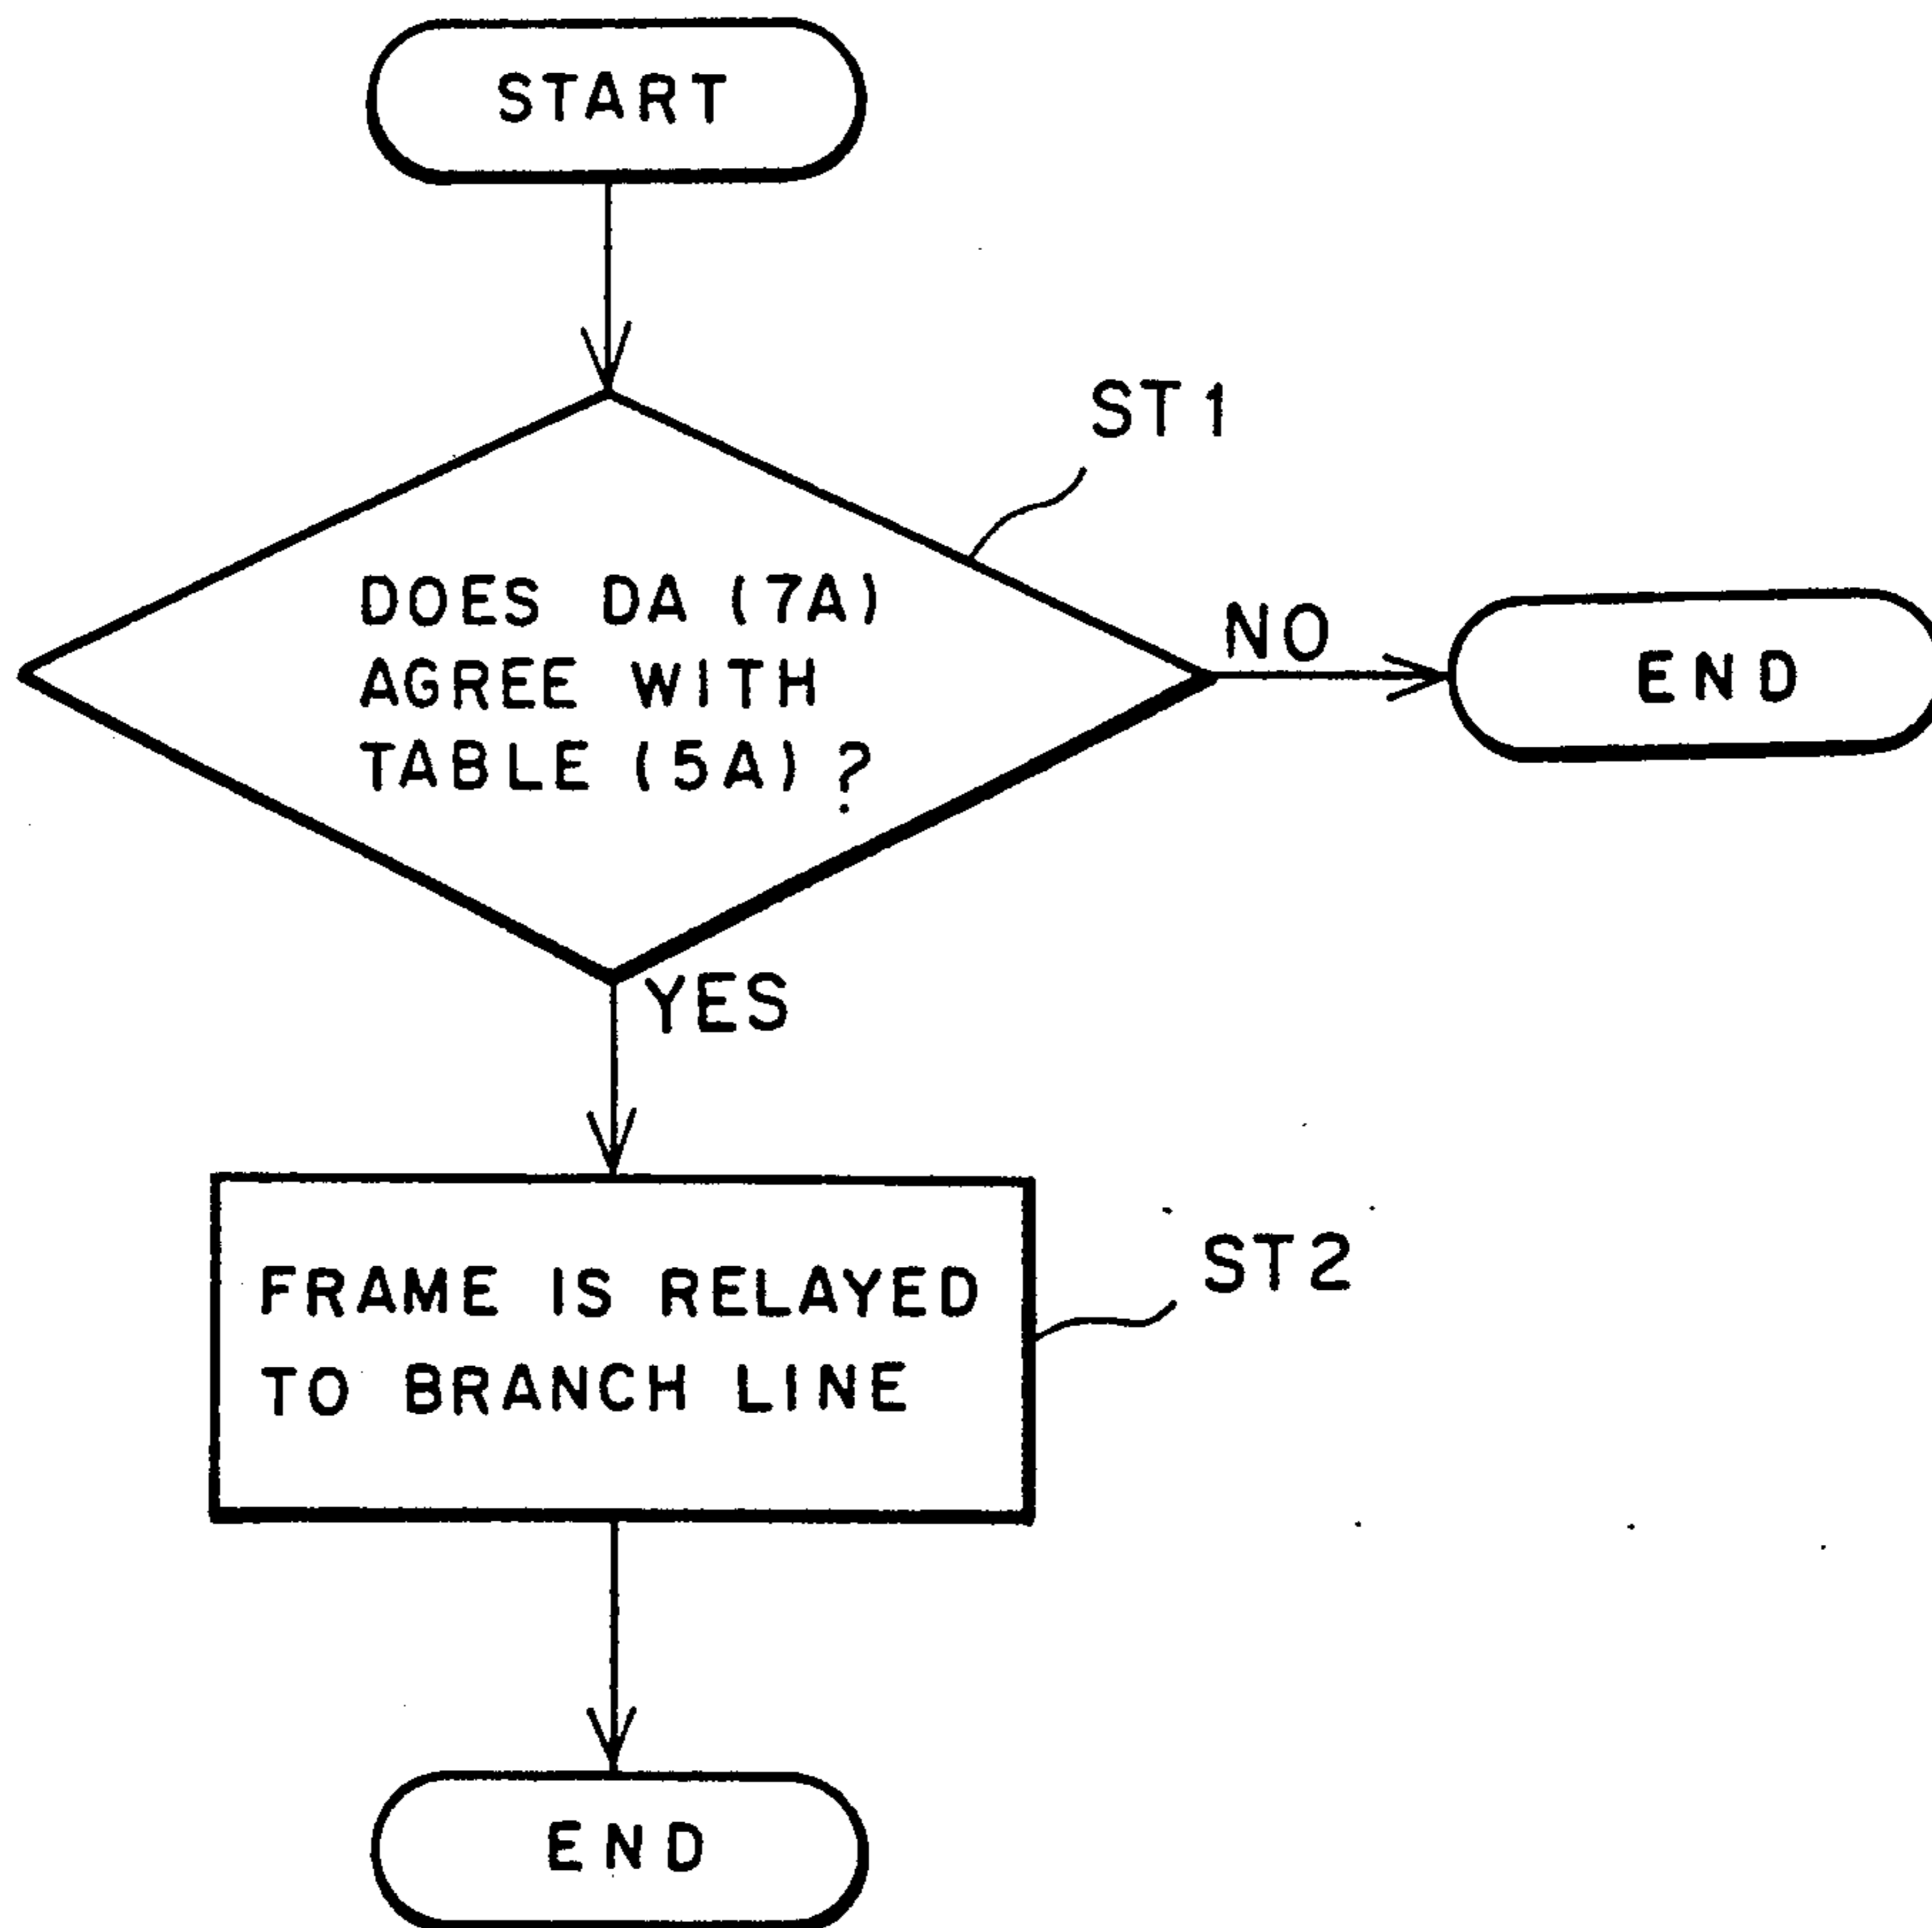 START
ST1
DOES DA (7A)
AGREE WITH
TABLE (5A) ?
NO
END
YES
FRAME IS RELAYED
TO BRANCH LINE
ST2
END